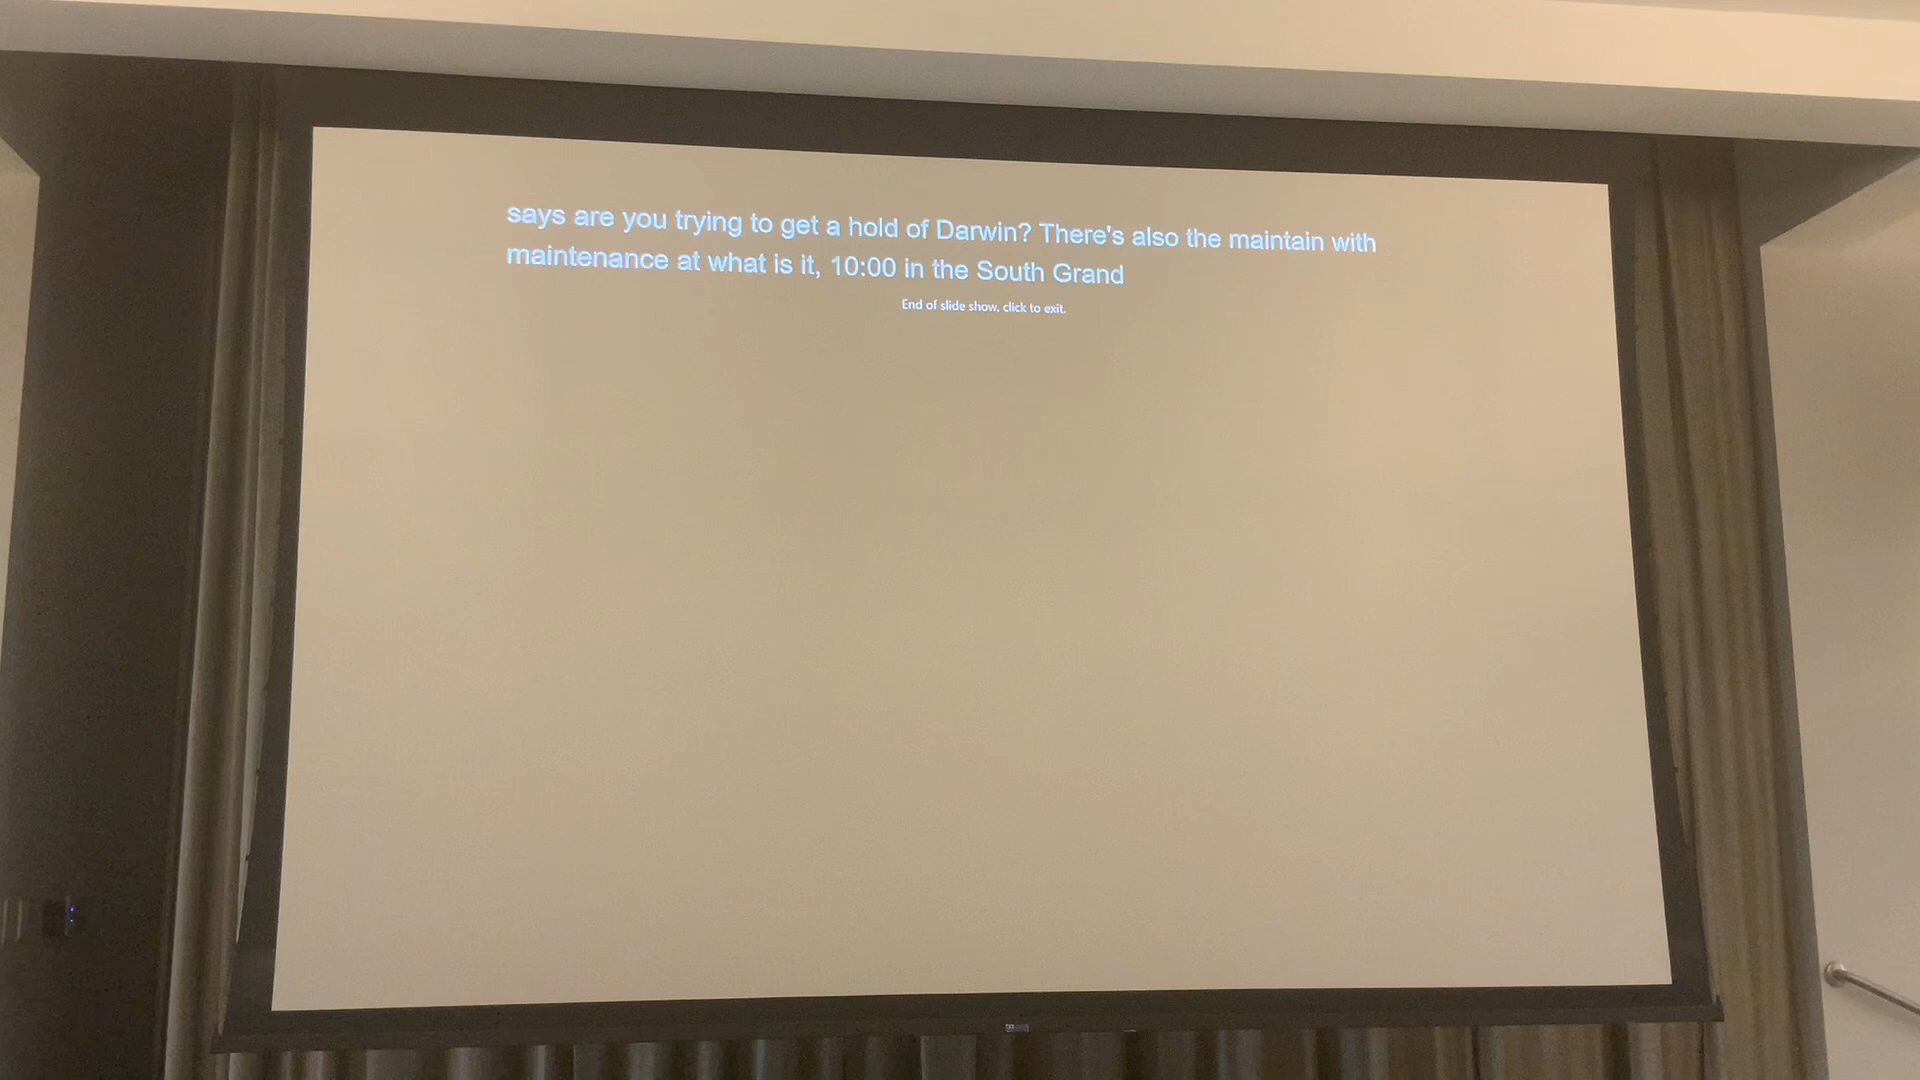 says are you trying to get a hold of Darwin? There's also the maintain with
maintenance at what is it, 10:00 in the South Grand
End of slide show, click to exit.